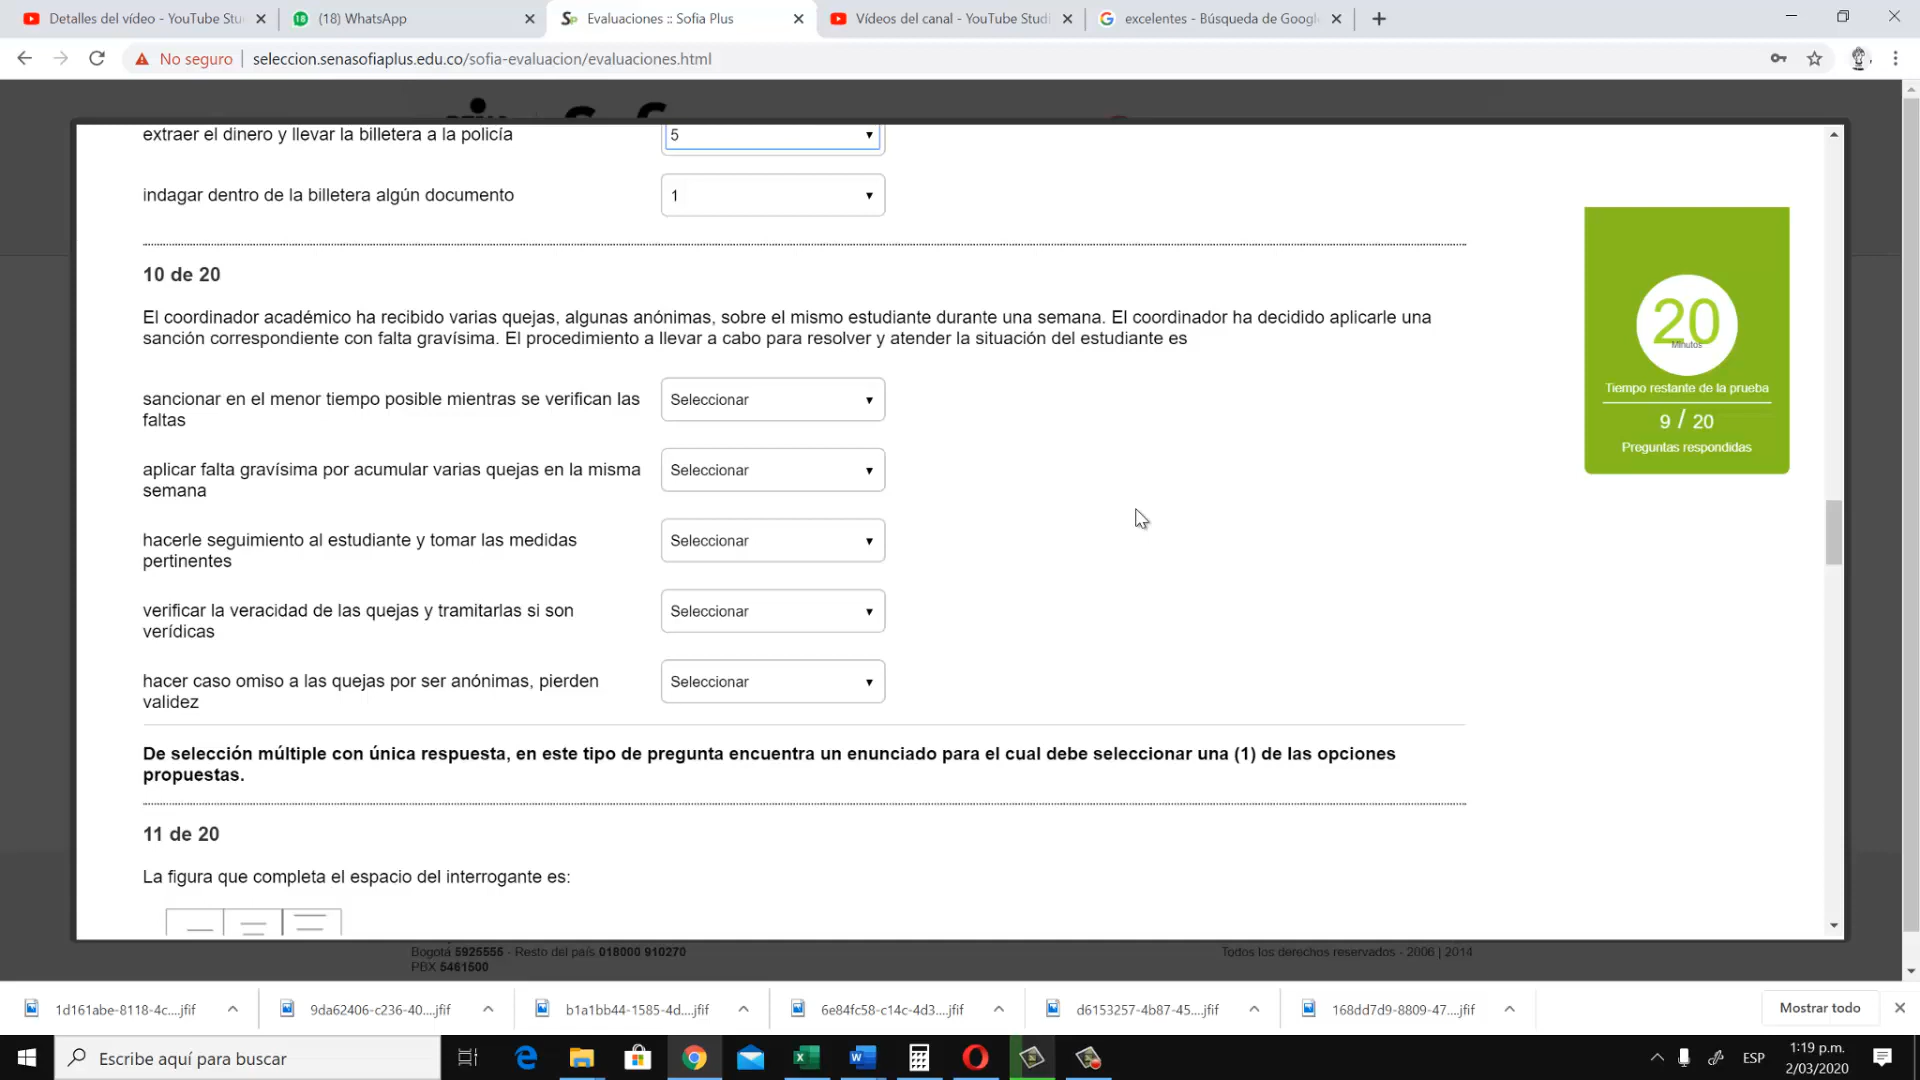 Detalles del vídeo - YouTube Stu
(18) WhatsApp
Evaluaciones :: Sofia Plus
Vídeos del canal - YouTube Studi
excelentes - Búsqueda de Googl
No seguro
seleccion.senasofiaplus.edu.co/sofia-evaluacion/evaluaciones.html
extraer el dinero y llevar la billetera a la policía
5
indagar dentro de la billetera algún documento
1
10 de 20
El coordinador académico ha recibido varias quejas, algunas anónimas, sobre el mismo estudiante durante una semana. El coordinador ha decidido aplicarle una
sanción correspondiente con falta gravísima. El procedimiento a llevar a cabo para resolver y atender la situación del estudiante es
sancionar en el menor tiempo posible mientras se verifican las
faltas
Seleccionar
aplicar falta gravísima por acumular varias quejas en la misma
semana
Seleccionar
hacerle seguimiento al estudiante y tomar las medidas
pertinentes
Seleccionar
verificar la veracidad de las quejas y tramitarlas si son
verídicas
Seleccionar
hacer caso omiso a las quejas por ser anónimas, pierden
validez
Seleccionar
De selección múltiple con única respuesta, en este tipo de pregunta encuentra un enunciado para el cual debe seleccionar una (1) de las opciones
propuestas.
11 de 20
La figura que completa el espacio del interrogante es:
20
Minutos
Tiempo restante de la prueba
9 / 20
Preguntas respondidas
Bogotá 5925555 - Resto del país 018000 910270
PBX 5461500
Todos los derechos reservados - 2006 | 2014
1d161abe-8118-4c....jfif
9da62406-c236-40....jfif
b1a1bb44-1585-4d....jfif
6e84fc58-c14c-4d3....jfif
d6153257-4b87-45....jfif
168dd7d9-8809-47....jfif
Mostrar todo
Escribe aquí para buscar
ESP
1:19 p.m.
2/03/2020